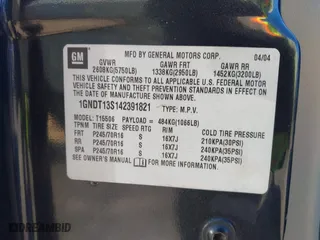 GM
MFD BY GENERAL MOTORS CORP. 04/04
GVWR GAWR FRT GAWR RR
2608KG(5750LB) 1338KG(2950LB) 1452KG(3200LB)
THIS VEHICLE CONFORMS TO ALL APPLICABLE U.S. FEDERAL MOTOR
VEHICLE SAFETY AND THEFT PREVENTION STANDARDS IN EFFECT
ON THE DATE OF MANUFACTURE SHOWN ABOVE.
1GNDT13S142391821 TYPE: M.P.V.
MODEL: T15506 PAYLOAD = 484KG(1066LB)
TPNM TIRE SIZE SPEED RTG RIM COLD TIRE PRESSURE
FRT P245/70R16 S 16X7J 210KPA(30PSI)
RR P245/70R16 S 16X7J 240KPA(35PSI)
SPA P245/70R16 S 16X7J 240KPA(35PSI)
SEE OWNER'S MANUAL FOR MORE INFORMATION.
DREAMBID